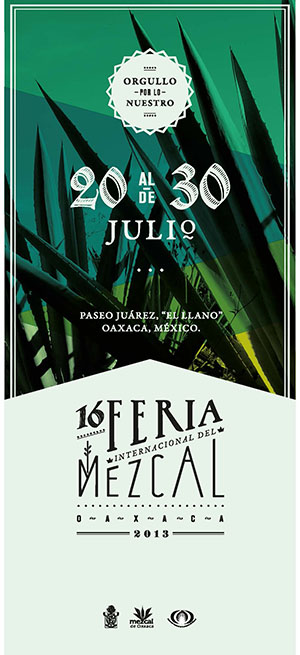 ORGULLO
POR LO
NUESTRO
20 AL DE 30
JULIO
PASEO JUÁREZ, "EL LLANO"
OAXACA, MÉXICO.
16 FERIA
INTERNACIONAL DEL
MEZCAL
O~A~X~A~C~A
2013
mezcal
de Oaxaca